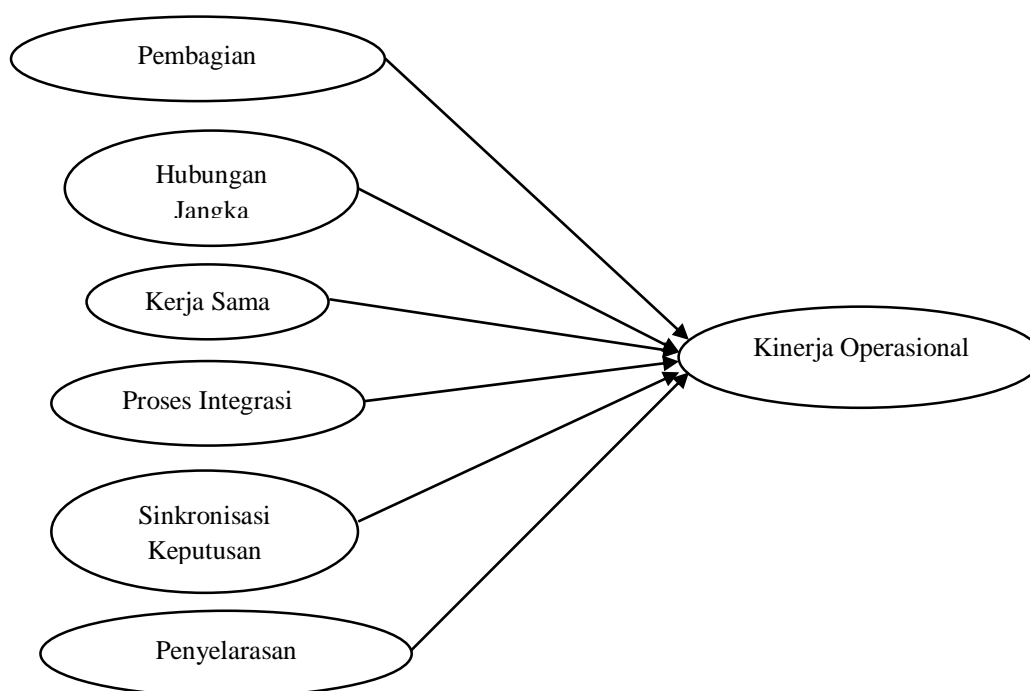 Pembagian
Hubungan
Jangka
Kerja Sama
Proses Integrasi
Sinkronisasi
Keputusan
Penyelarasan
Kinerja Operasional